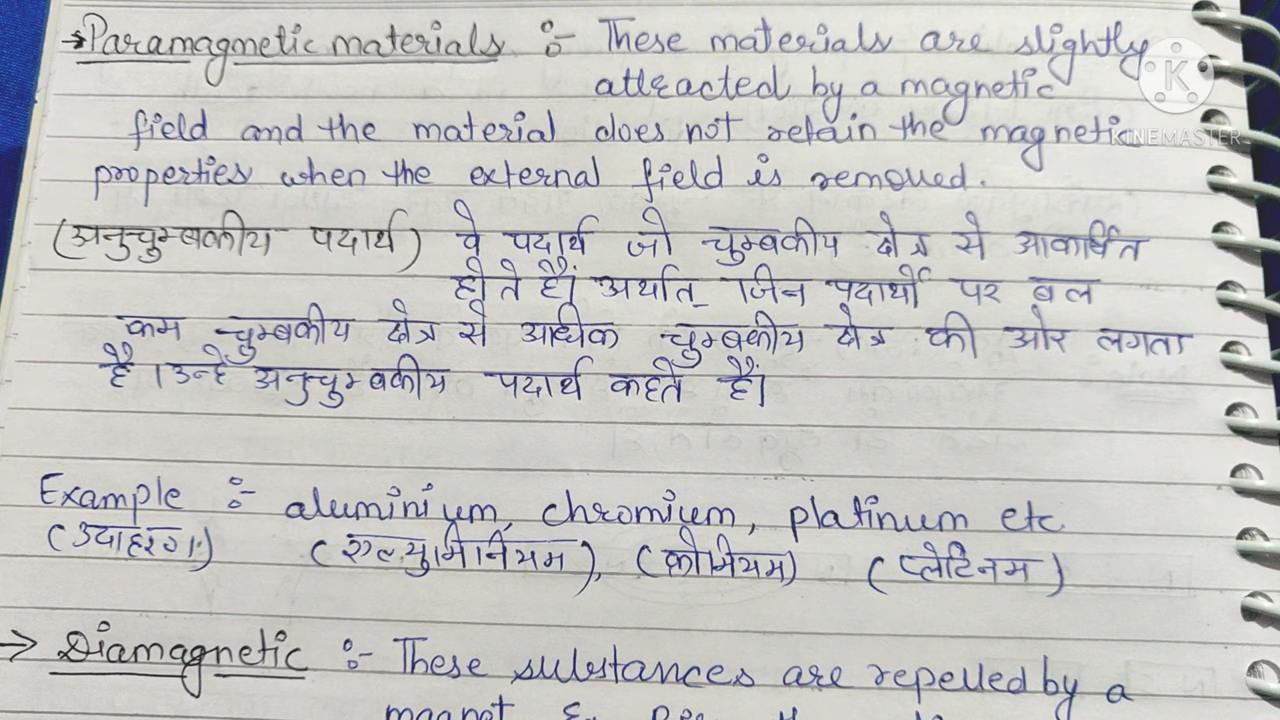 →Paramagnetic materials :- These materials are slightly
attracted by a magnetic
field and the material does not retain the magnetic
properties when the external field is removed.
(अनुचुम्बकीय पदार्थ) वे पदार्थ जो चुम्बकीय क्षेत्र से आकर्षित
होते हैं। अर्थात् जिन पदार्थों पर बल
कम चुम्बकीय क्षेत्र से अधिक चुम्बकीय क्षेत्र की ओर लगता
है। उन्हे अनुचुम्बकीय पदार्थ कहते हैं।
Example :- aluminium, chromium, platinum etc
(उदाहरण) (एल्युमिनियम), (क्रोमियम) (प्लेटिनम)
→ Diamagnetic :- These substances are repelled by a
K
KINEMASTER